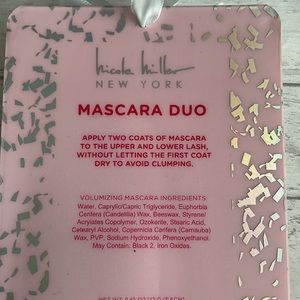 nicole miller
NEW YORK
MASCARA DUO
APPLY TWO COATS OF MASCARA
TO THE UPPER AND LOWER LASH,
WITHOUT LETTING THE FIRST COAT
DRY TO AVOID CLUMPING.
VOLUMIZING MASCARA INGREDIENTS
Water, Caprylic/Capric Triglyceride, Euphorbia
Cerifera (Candelilla) Wax, Beeswax, Styrene/
Acrylates Copolymer, Ozokerite, Stearic Acid,
Cetearyl Alcohol, Copernicia Cerifera (Carnauba)
Wax, PVP, Sodium Hydroxide, Phenoxyethanol.
May Contain: Black 2, Iron Oxides.